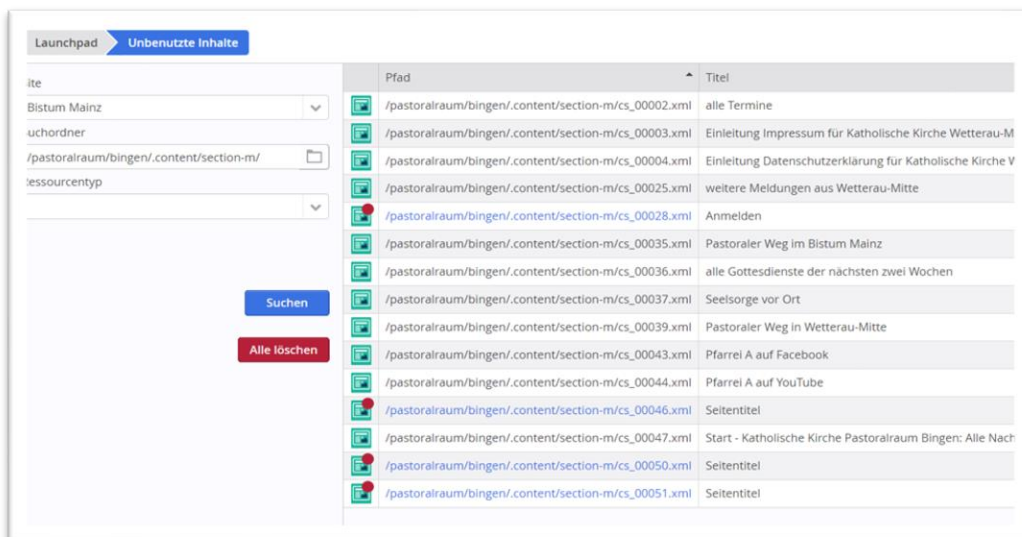 Launchpad Unbenutzte Inhalte
ite
Bistum Mainz
uchordner
/pastoralraum/bingen/.content/section-m/
essourcentyp
Suchen
Alle löschen
Pfad Titel
/pastoralraum/bingen/.content/section-m/cs_00002.xml alle Termine
/pastoralraum/bingen/.content/section-m/cs_00003.xml Einleitung Impressum für Katholische Kirche Wetterau-M
/pastoralraum/bingen/.content/section-m/cs_00004.xml Einleitung Datenschutzerklärung für Katholische Kirche W
/pastoralraum/bingen/.content/section-m/cs_00025.xml weitere Meldungen aus Wetterau-Mitte
/pastoralraum/bingen/.content/section-m/cs_00028.xml Anmelden
/pastoralraum/bingen/.content/section-m/cs_00035.xml Pastoraler Weg im Bistum Mainz
/pastoralraum/bingen/.content/section-m/cs_00036.xml alle Gottesdienste der nächsten zwei Wochen
/pastoralraum/bingen/.content/section-m/cs_00037.xml Seelsorge vor Ort
/pastoralraum/bingen/.content/section-m/cs_00039.xml Pastoraler Weg in Wetterau-Mitte
/pastoralraum/bingen/.content/section-m/cs_00043.xml Pfarrei A auf Facebook
/pastoralraum/bingen/.content/section-m/cs_00044.xml Pfarrei A auf YouTube
/pastoralraum/bingen/.content/section-m/cs_00046.xml Seitentitel
/pastoralraum/bingen/.content/section-m/cs_00047.xml Start - Katholische Kirche Pastoralraum Bingen: Alle Nach
/pastoralraum/bingen/.content/section-m/cs_00050.xml Seitentitel
/pastoralraum/bingen/.content/section-m/cs_00051.xml Seitentitel